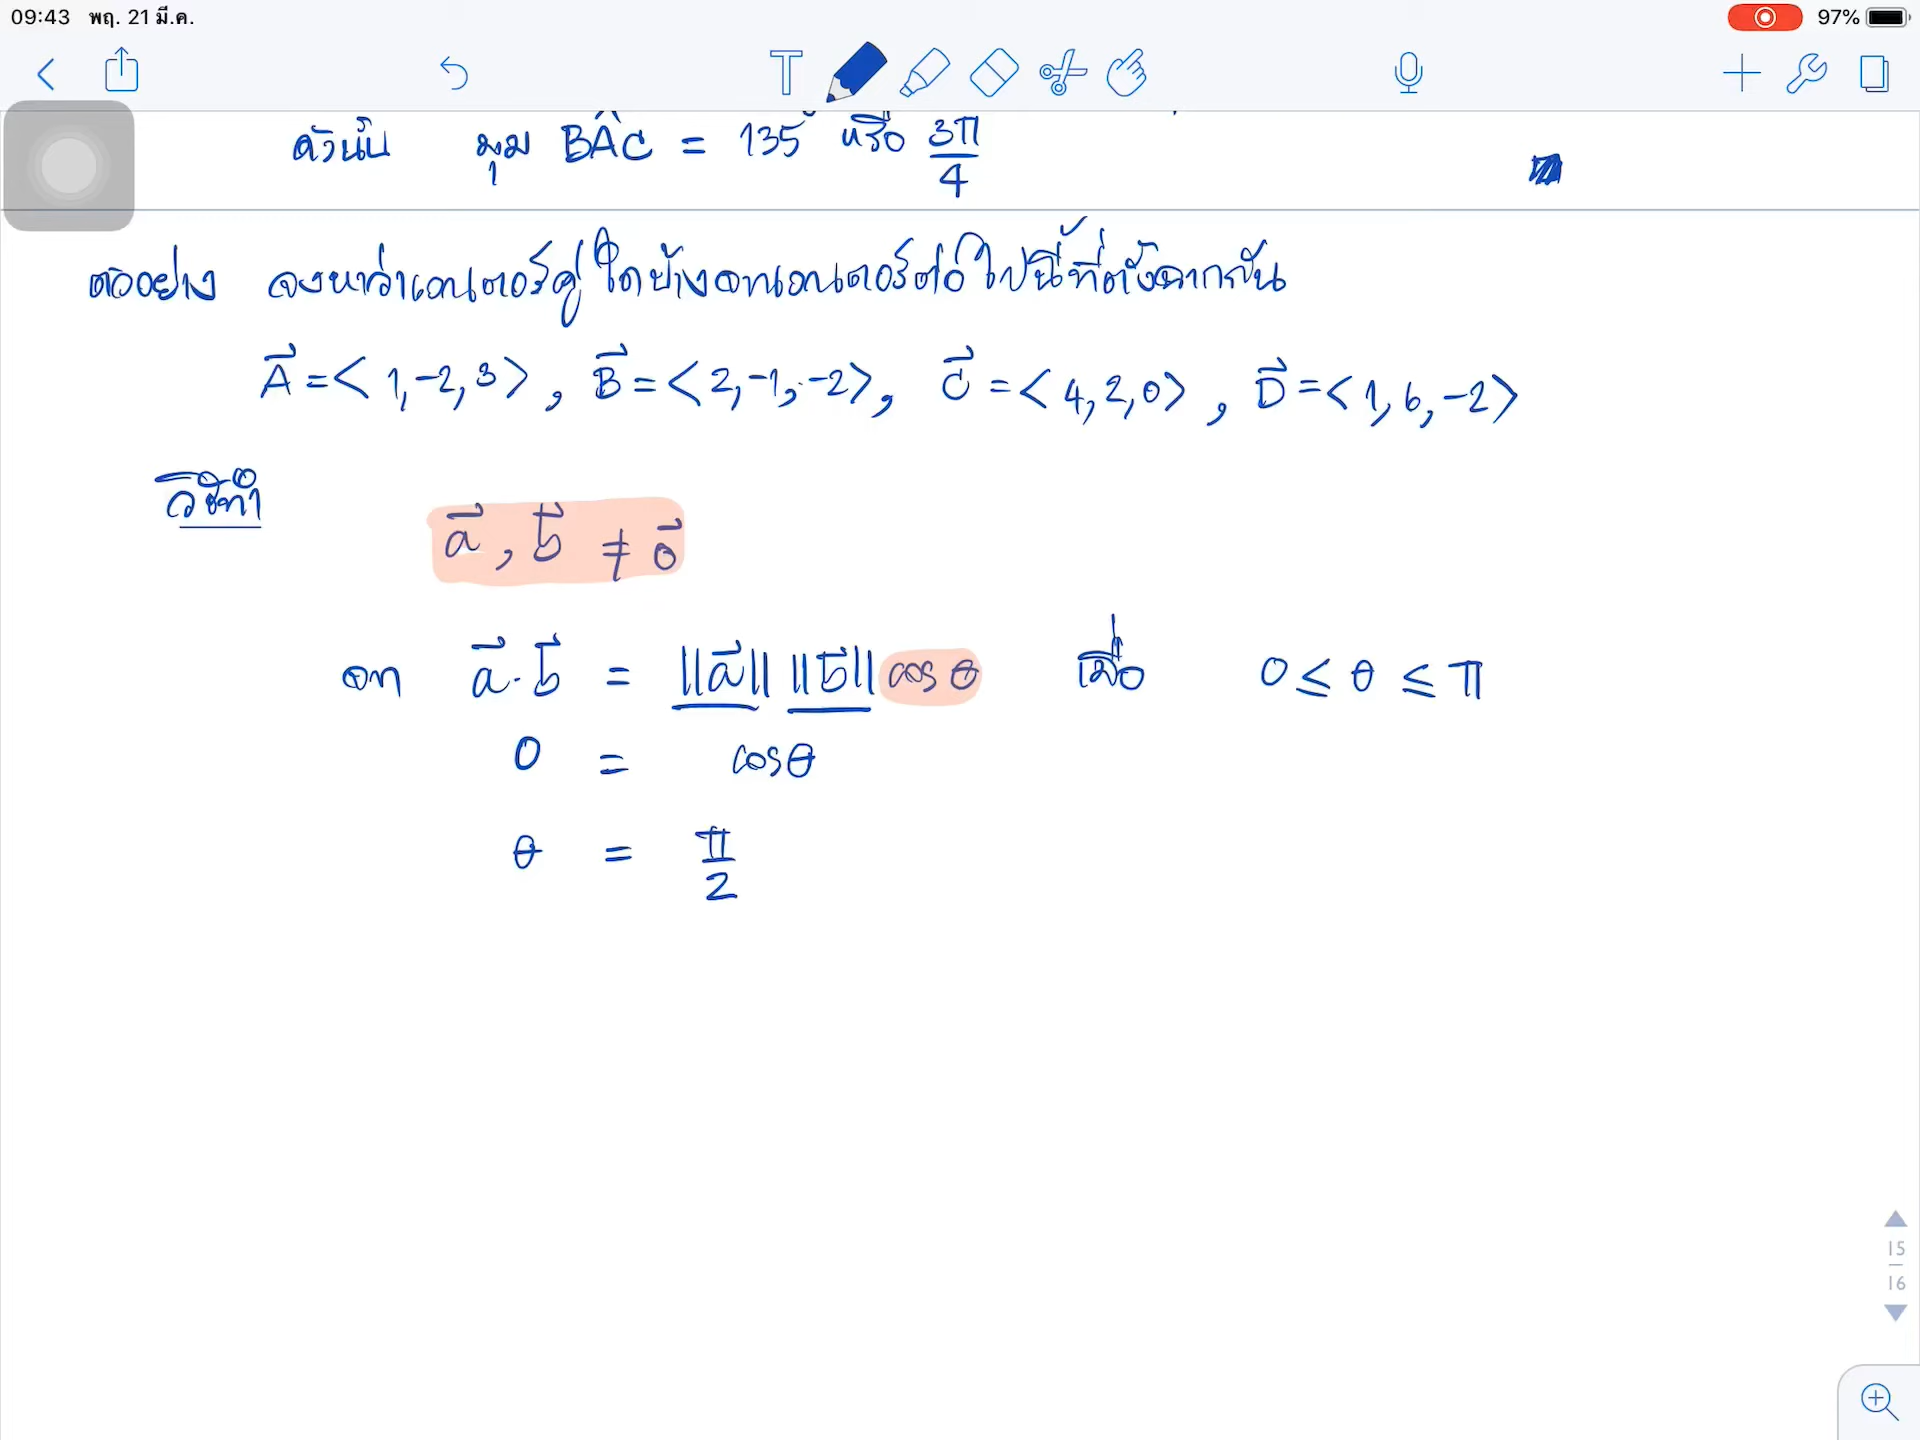 09:43 พฤ. 21 มี.ค. 97%
T
ดังนั้น มุม BÂC = 135° หรือ 3π/4
ตัวอย่าง จงหาว่าเวกเตอร์คู่ใดบ้างจากเวกเตอร์ต่อไปนี้ที่ตั้งฉากกัน
A⃗ = < 1, -2, 3 > , B⃗ = < 2, -1, -2 > , C⃗ = < 4, 2, 0 > , D⃗ = < 1, 6, -2 >
วิธีทำ
a⃗ , b⃗ ≠ 0⃗
จาก a⃗ · b⃗ = ||a⃗|| ||b⃗|| cos θ เมื่อ 0 ≤ θ ≤ π
0 = cos θ
θ = π/2
15
16